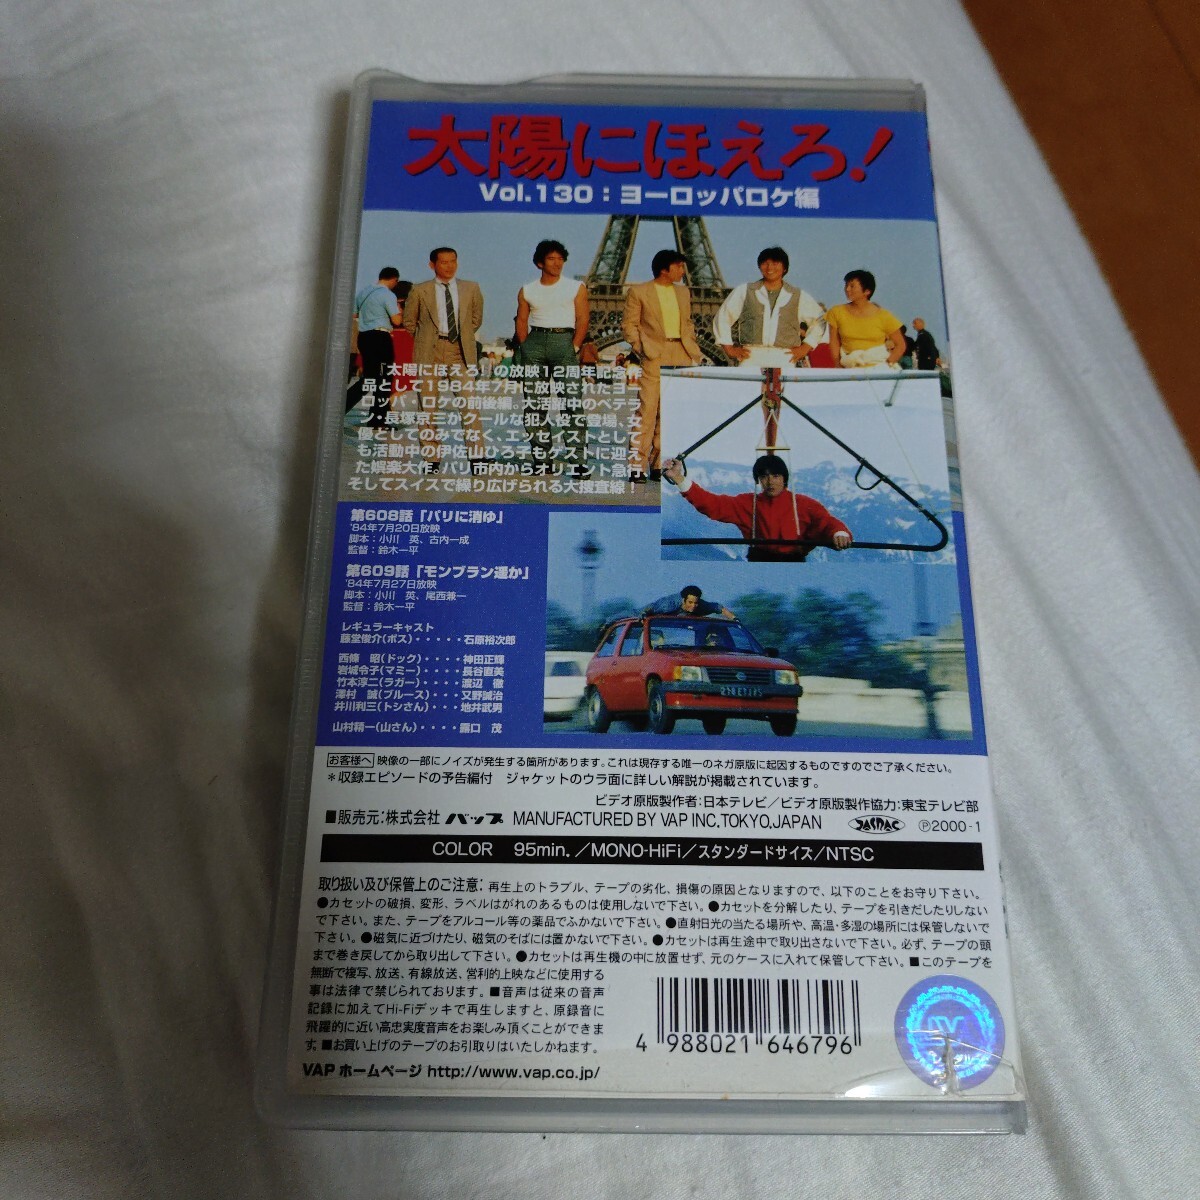 太陽にほえろ!
Vol.130：ヨーロッパロケ編
『太陽にほえろ!』の放映12周年記念作
品として1984年7月に放映されたヨー
ロッパ・ロケの前後編。大活躍中のベテラ
ン・長塚京三がクールな犯人役で登場、女
優としてのみでなく、エッセイストとして
も活動中の伊佐山ひろ子もゲストに迎え
た娯楽大作。パリ市内からオリエント急行、
そしてスイスで繰り広げられる大捜査線！
第608話「パリに消ゆ」
'84年7月20日放映
脚本：小川　英、古内一成
監督：鈴木一平
第609話「モンブラン遥か」
'84年7月27日放映
脚本：小川　英、尾西兼一
監督：鈴木一平
レギュラーキャスト
藤堂俊介(ボス)・・・・・石原裕次郎
西條　昭(ドック)・・・・神田正輝
岩城令子(マミー)・・・・長谷直美
竹本淳二(ラガー)・・・・渡辺　徹
澤村　誠(ブルース)・・・又野誠治
井川利三(トシさん)・・・地井武男
山村精一(山さん)・・・・露口　茂
お客様へ 映像の一部にノイズが発生する箇所があります。これは現存する唯一のネガ原版に起因するものですのでご了承ください。
＊収録エピソードの予告編付　ジャケットのウラ面に詳しい解説が掲載されています。
ビデオ原版製作者：日本テレビ／ビデオ原版製作協力：東宝テレビ部
■販売元：株式会社 バップ MANUFACTURED BY VAP INC.TOKYO,JAPAN JASRAC ℗2000-1
COLOR 95min.／MONO-HiFi／スタンダードサイズ／NTSC
取り扱い及び保管上のご注意：再生上のトラブル、テープの劣化、損傷の原因となりますので、以下のことをお守り下さい。
●カセットの破損、変形、ラベルはがれのあるものは使用しないで下さい。●カセットを分解したり、テープを引きだしたりしない
で下さい。また、テープをアルコール等の薬品でふかないで下さい。●直射日光の当たる場所や、高温・多湿の場所には保管しないで
下さい。●磁気に近づけたり、磁気のそばには置かないで下さい。●カセットは再生途中で取り出さないで下さい。必ず、テープの頭
まで巻き戻してから取り出して下さい。●カセットは再生機の中に放置せず、元のケースに入れて保管して下さい。■このテープを
無断で複写、放送、有線放送、営利的上映などに使用する
事は法律で禁じられております。■音声は従来の音声
記録に加えてHi-Fiデッキで再生しますと、原録音に
飛躍的に近い高忠実度音声をお楽しみ頂くことができま
す。■お買い上げのテープのお引取りはいたしかねます。
4 988021 646796
VAP ホームページ http://www.vap.co.jp/